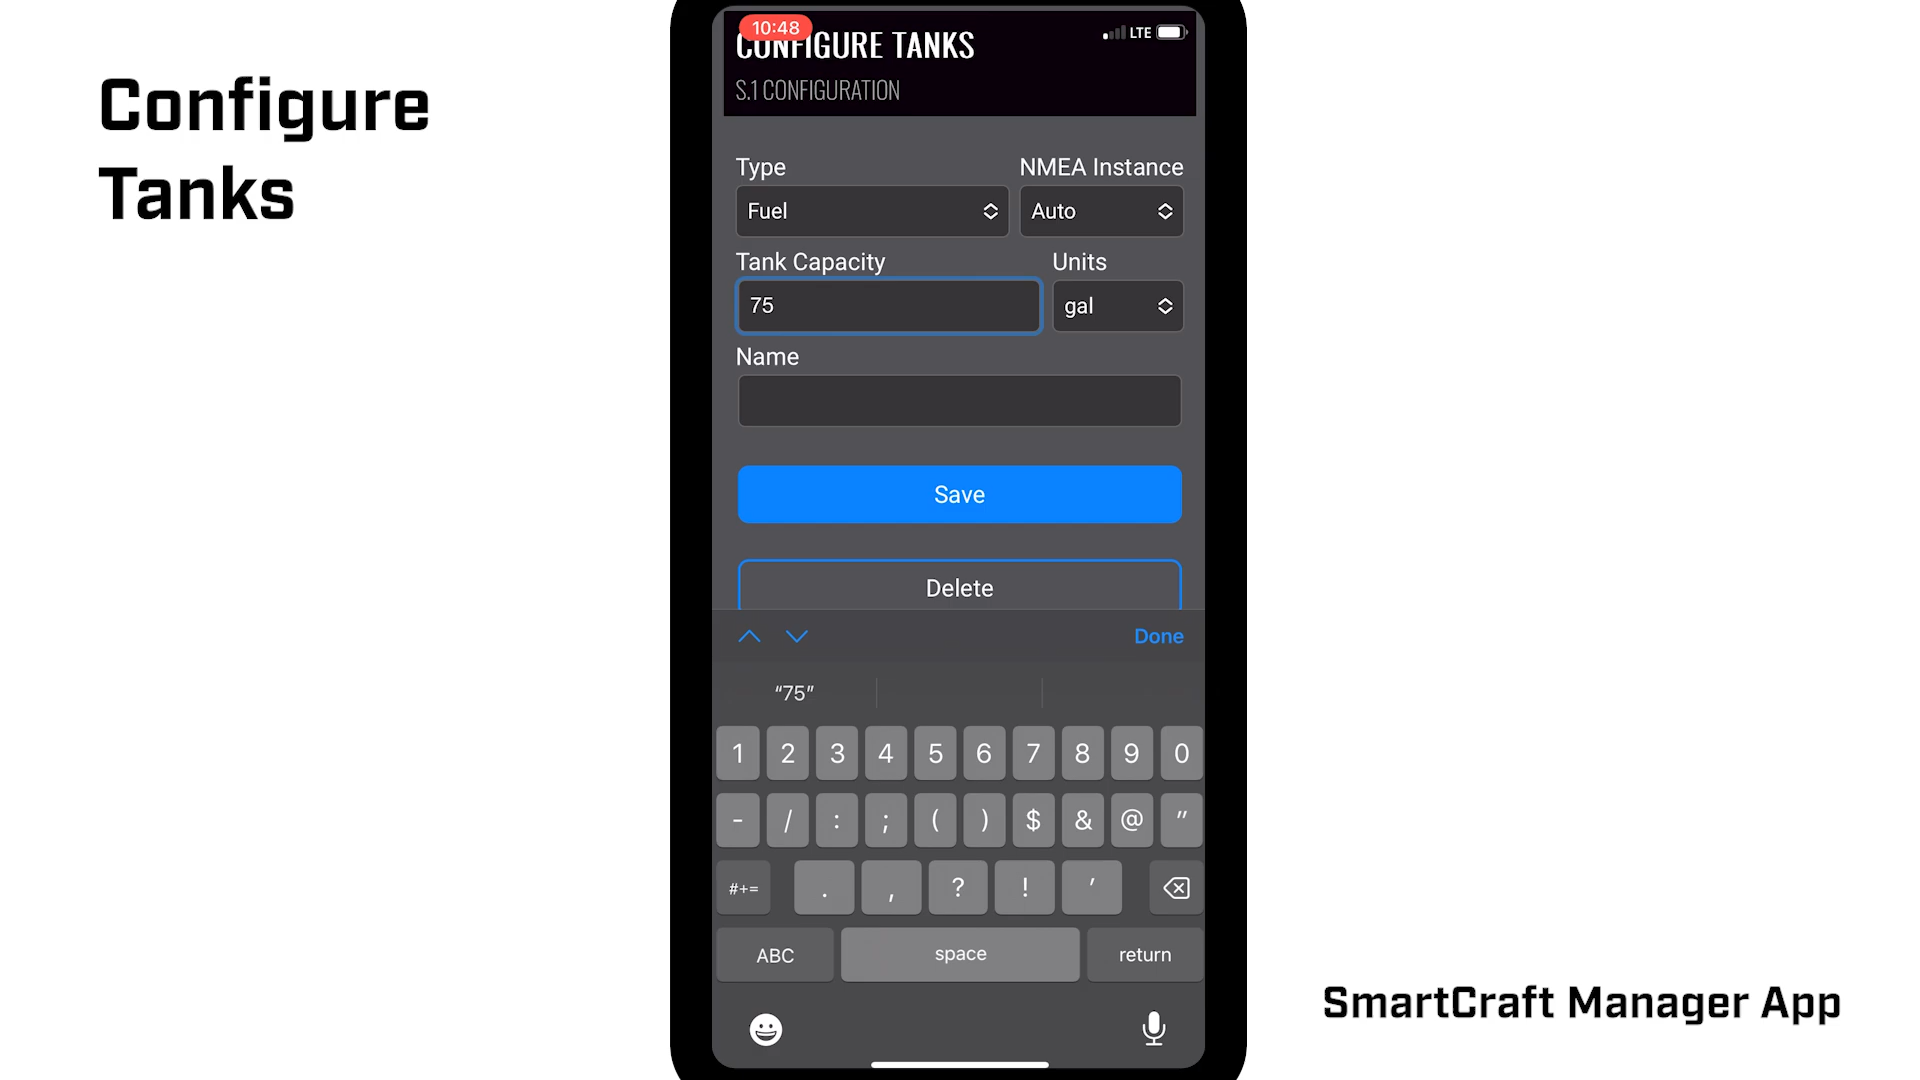 Configure
Tanks
10:48
LTE
CONFIGURE TANKS
S.1 CONFIGURATION
Type
NMEA Instance
Fuel
Auto
Tank Capacity
Units
75
gal
Name
Save
Delete
Done
“75”
1 2 3 4 5 6 7 8 9 0
- / : ; ( ) $ & @ "
#+= . , ? ! '
ABC space return
SmartCraft Manager App